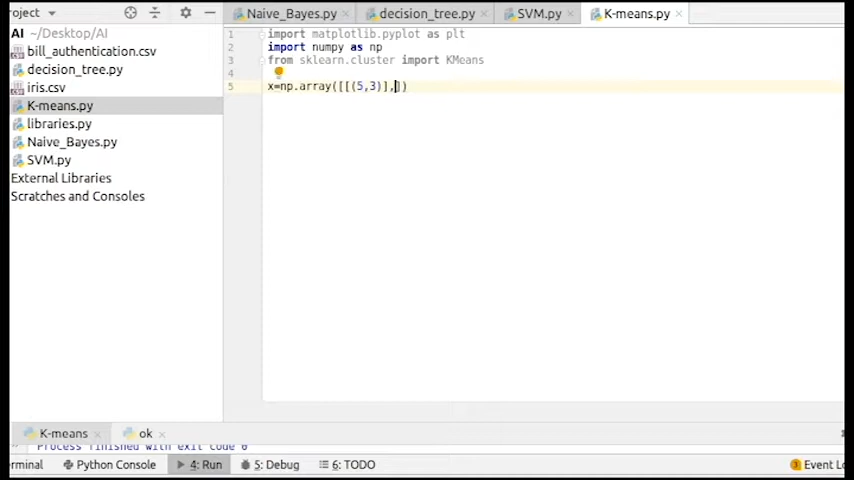 roject
Naive_Bayes.py
decision_tree.py
SVM.py
K-means.py
AI ~/Desktop/AI
bill_authentication.csv
decision_tree.py
iris.csv
K-means.py
libraries.py
Naive_Bayes.py
SVM.py
External Libraries
Scratches and Consoles
1 import matplotlib.pyplot as plt
2 import numpy as np
3 from sklearn.cluster import KMeans
4
5 x=np.array([[(5,3)],])
K-means
ok
Process finished with exit code 0
rminal
Python Console
4: Run
5: Debug
6: TODO
3 Event Lo